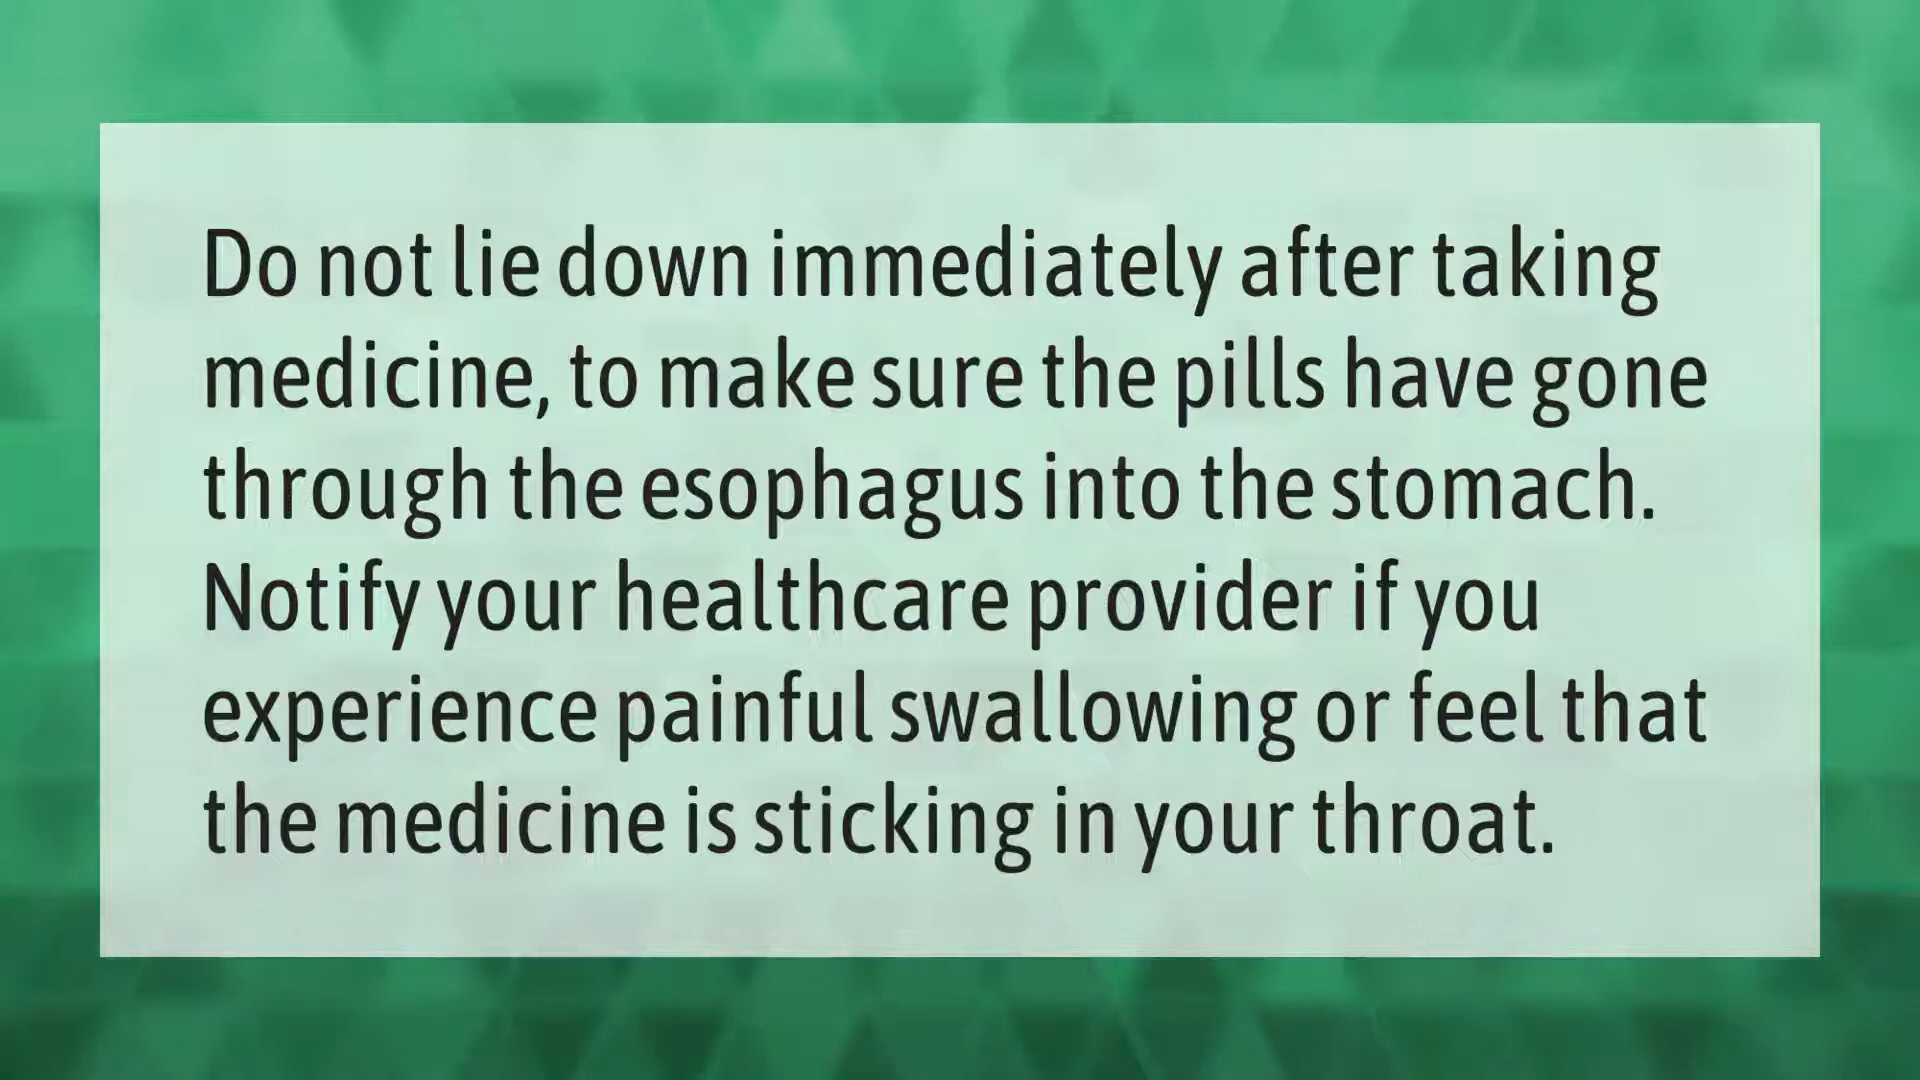 Do not lie down immediately after taking
medicine, to make sure the pills have gone
through the esophagus into the stomach.
Notify your healthcare provider if you
experience painful swallowing or feel that
the medicine is sticking in your throat.